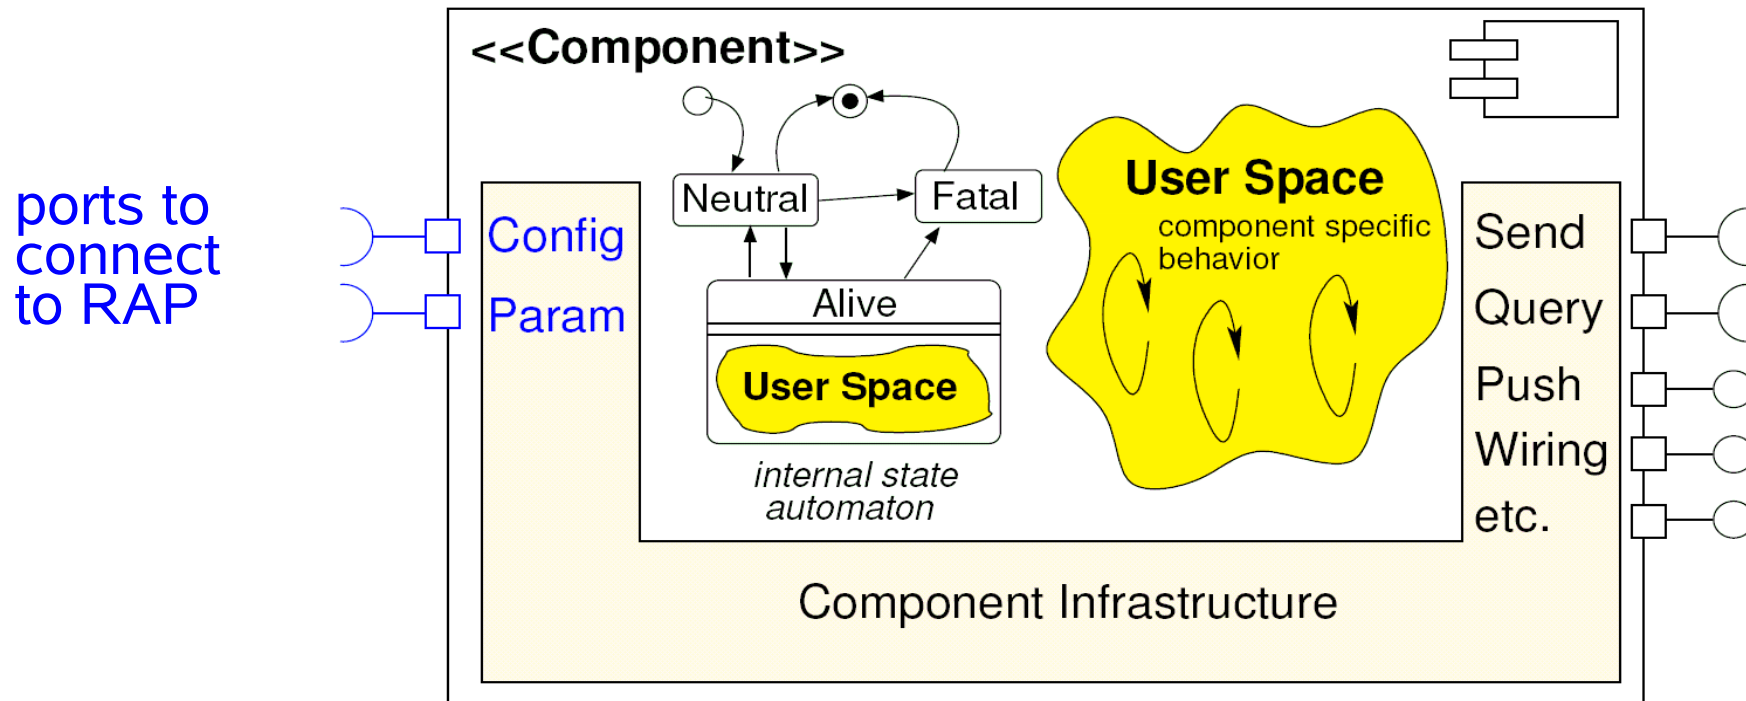 <<Component>>
ports to
connect
to RAP
Config
Param
Neutral
Fatal
Alive
User Space
internal state
automaton
User Space
component specific
behavior
Send
Query
Push
Wiring
etc.
Component Infrastructure